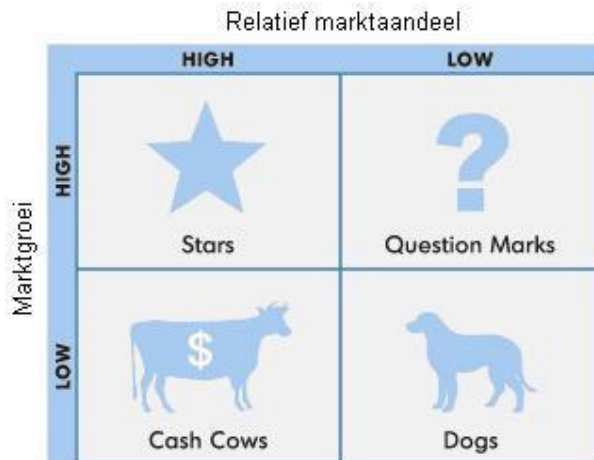 Relatief marktaandeel
HIGH LOW
Marktgroei
HIGH
Stars Question Marks
LOW
$
Cash Cows Dogs